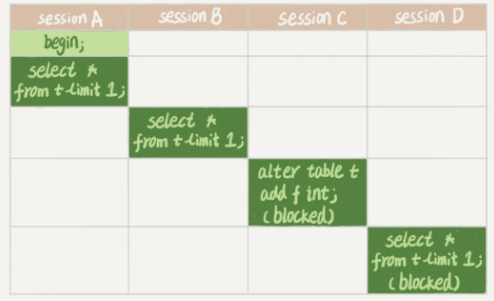 session A session B session C session D
begin;
select *
from t limit 1;
select *
from t limit 1;
alter table t
add f int;
(blocked)
select *
from t limit 1;
(blocked)